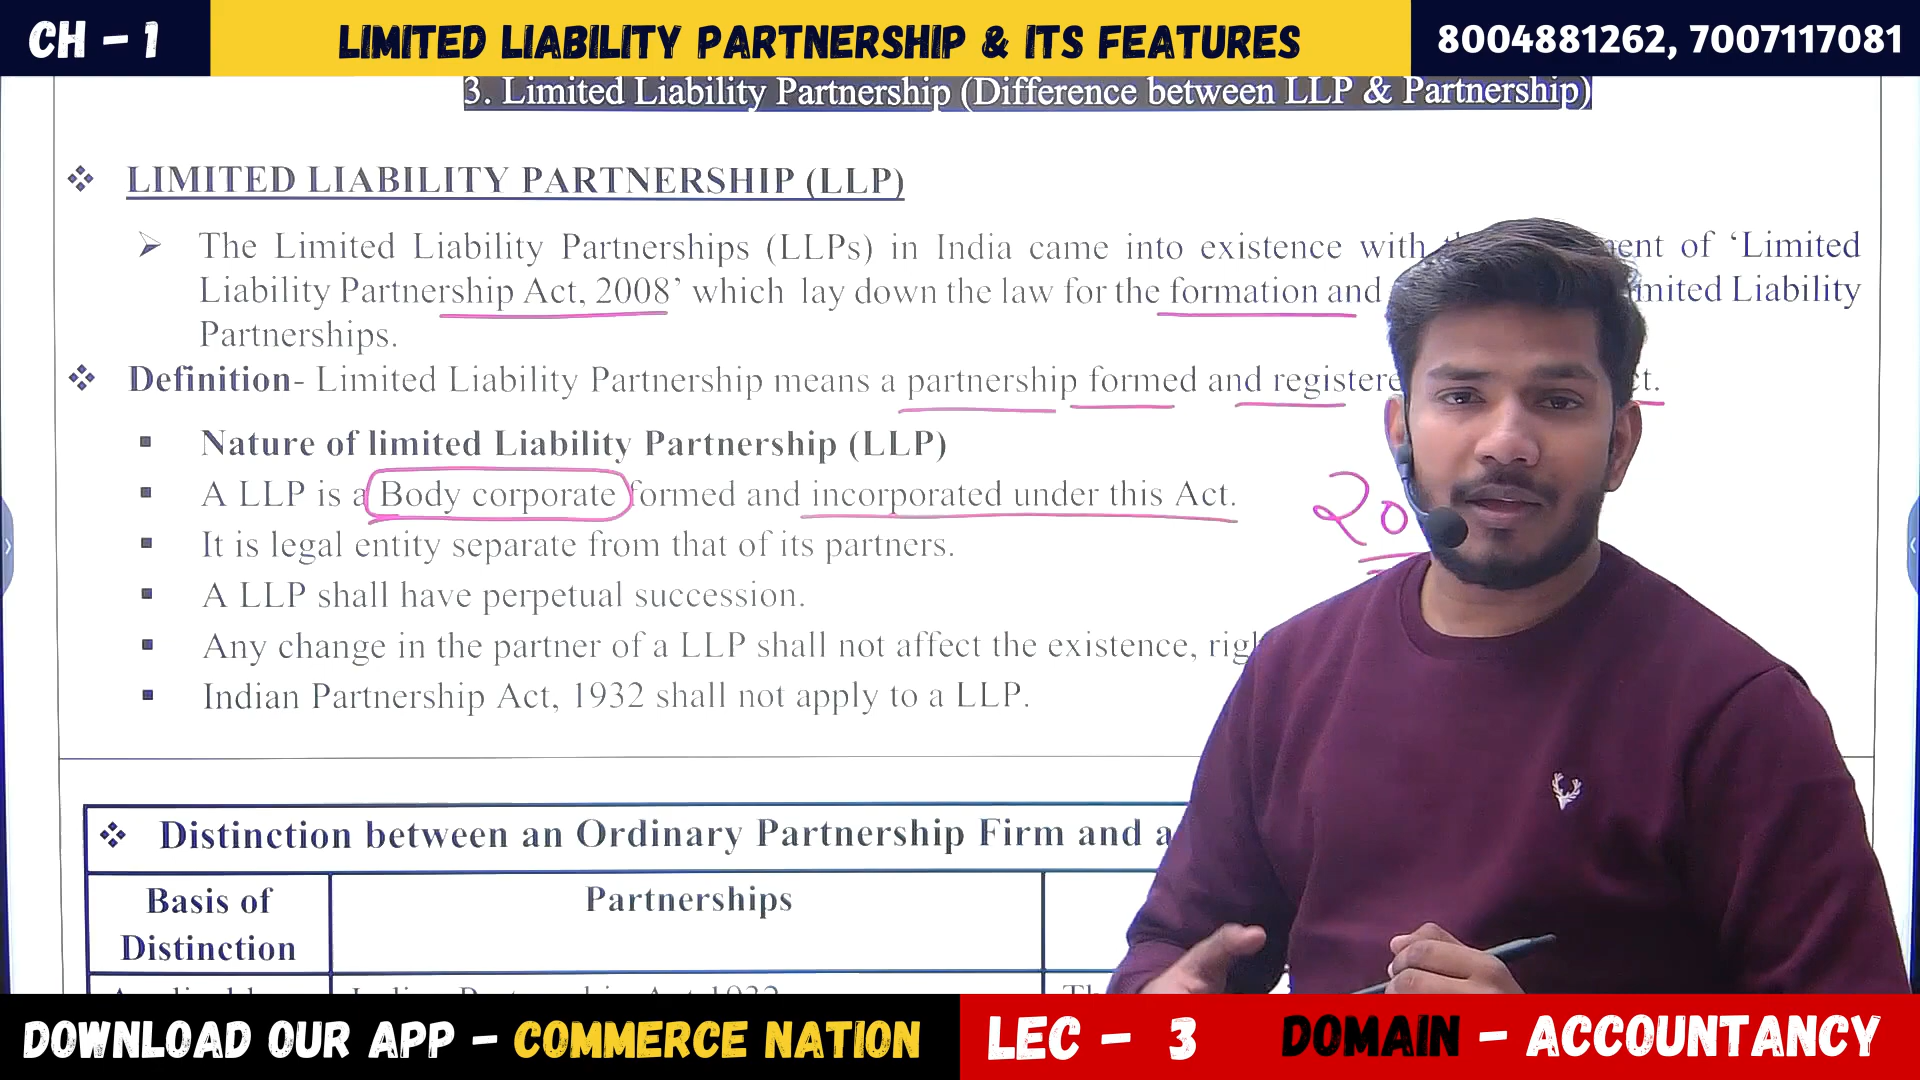 CH – 1
LIMITED LIABILITY PARTNERSHIP & ITS FEATURES
8004881262, 7007117081
3. Limited Liability Partnership (Difference between LLP & Partnership)
LIMITED LIABILITY PARTNERSHIP (LLP)
The Limited Liability Partnerships (LLPs) in India came into existence with of ‘Limited
Liability Partnership Act, 2008’ which lay down the law for the formation and Liability
Partnerships.
Definition- Limited Liability Partnership means a partnership formed and
Nature of limited Liability Partnership (LLP)
A LLP is a Body corporate formed and incorporated under this Act.
It is legal entity separate from that of its partners.
A LLP shall have perpetual succession.
Any change in the partner of a LLP shall not affect the existence,
Indian Partnership Act, 1932 shall not apply to a LLP.
Distinction between an Ordinary Partnership Firm and a
Basis of Distinction
Partnerships
DOWNLOAD OUR APP – COMMERCE NATION
LEC – 3
DOMAIN – ACCOUNTANCY